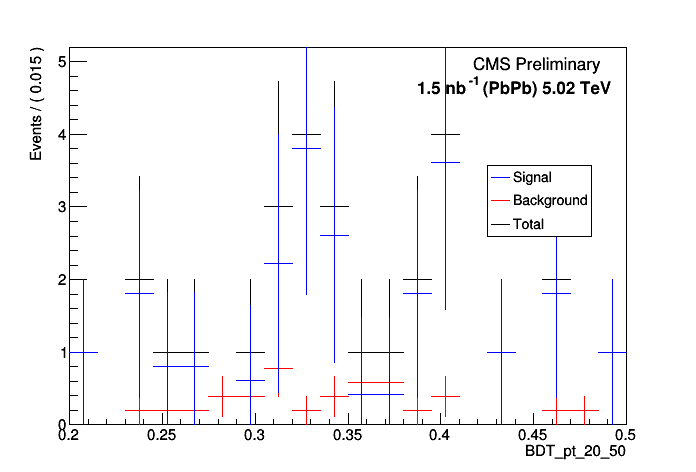 CMS Preliminary
1.5 nb⁻¹ (PbPb) 5.02 TeV
Events / ( 0.015 )
5
4
3
2
1
0
Signal
Background
Total
0.2 0.25 0.3 0.35 0.4 0.45 0.5
BDT_pt_20_50